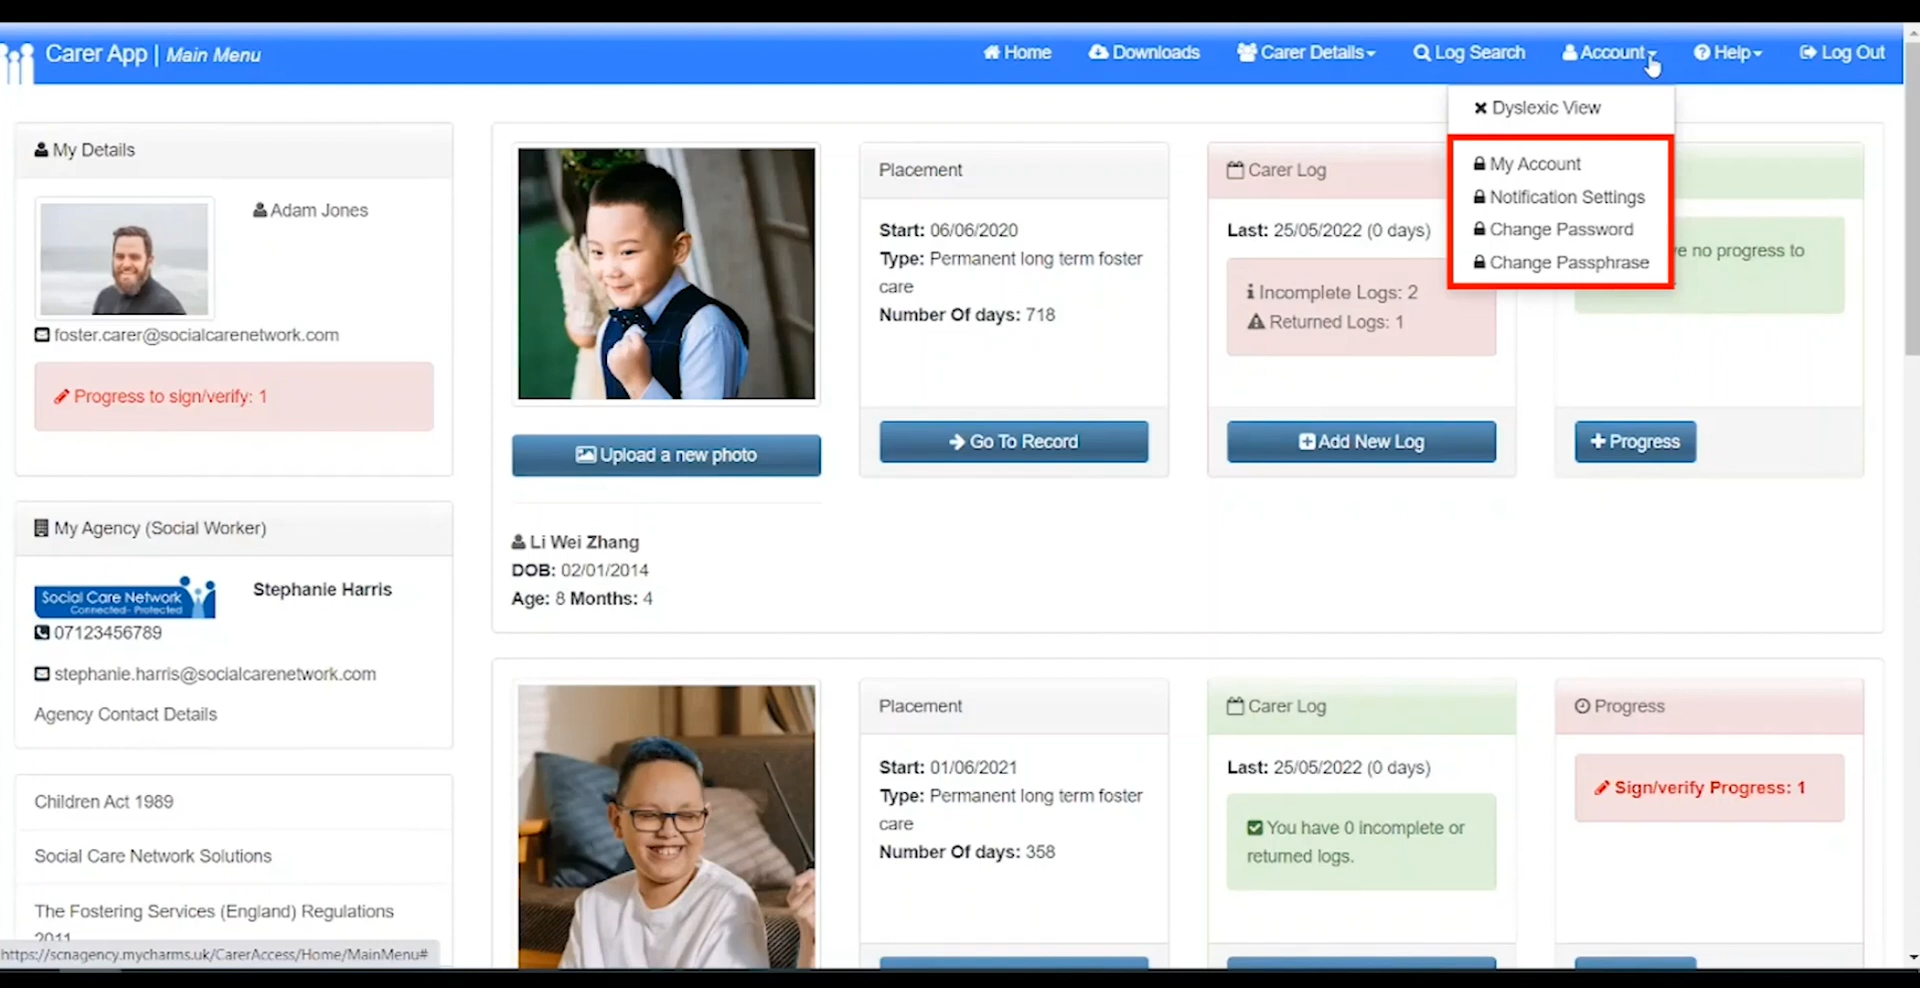 Carer App | Main Menu
Home
Downloads
Carer Details
Log Search
Account
Help
Log Out
Dyslexic View
My Account
Notification Settings
Change Password
Change Passphrase
My Details
Adam Jones
foster.carer@socialcarenetwork.com
Progress to sign/verify: 1
My Agency (Social Worker)
Social Care Network
Connected- Protected
Stephanie Harris
07123456789
stephanie.harris@socialcarenetwork.com
Agency Contact Details
Children Act 1989
Social Care Network Solutions
The Fostering Services (England) Regulations
2011
https://scnagency.mycharms.uk/CarerAccess/Home/MainMenu#
Upload a new photo
Li Wei Zhang
DOB: 02/01/2014
Age: 8 Months: 4
Placement
Start: 06/06/2020
Type: Permanent long term foster
care
Number Of days: 718
Go To Record
Carer Log
Last: 25/05/2022 (0 days)
Incomplete Logs: 2
Returned Logs: 1
Add New Log
no progress to
Progress
Placement
Start: 01/06/2021
Type: Permanent long term foster
care
Number Of days: 358
Carer Log
Last: 25/05/2022 (0 days)
You have 0 incomplete or
returned logs.
Progress
Sign/verify Progress: 1